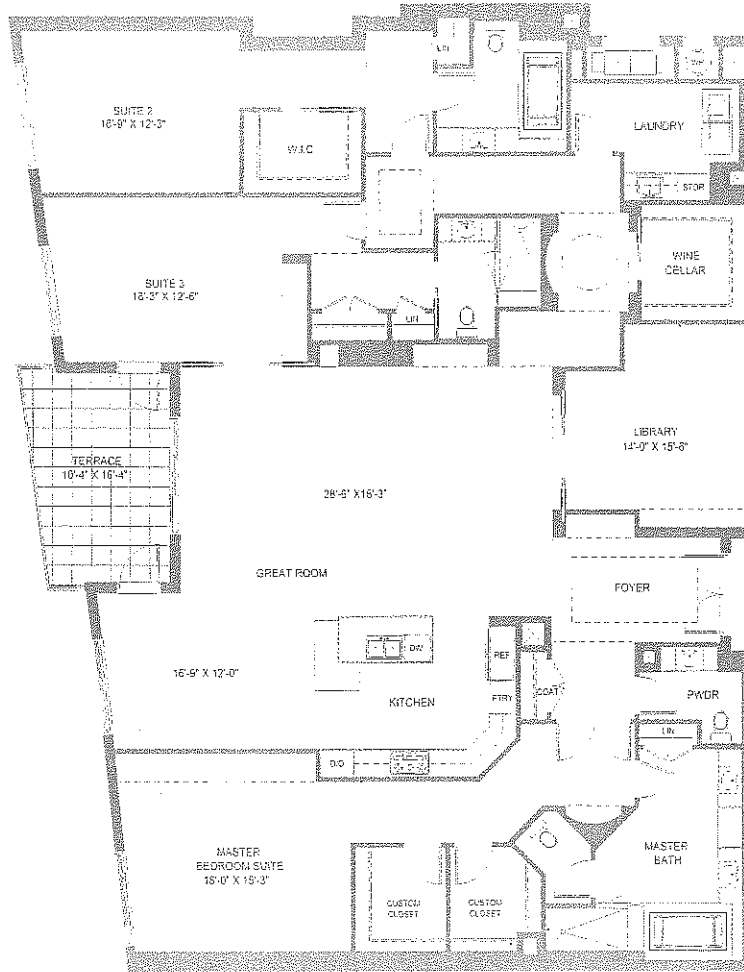 LIN
WH
SUITE 2
16'-9" X 12'-3"
W.I.C
LAUNDRY
STOR
SUITE 3
18'-3" X 12'-6"
WINE
CELLAR
LIN
LIBRARY
14'-0" X 15'-6"
TERRACE
10'-4" X 16'-4"
28'-6" X 16'-3"
GREAT ROOM
FOYER
DW
REF
16'-9" X 12'-0"
KITCHEN
PTRY
COAT
PWDR
LIN
D/O
MASTER
BEDROOM SUITE
18'-0" X 15'-3"
MASTER
BATH
CUSTOM
CLOSET
CUSTOM
CLOSET